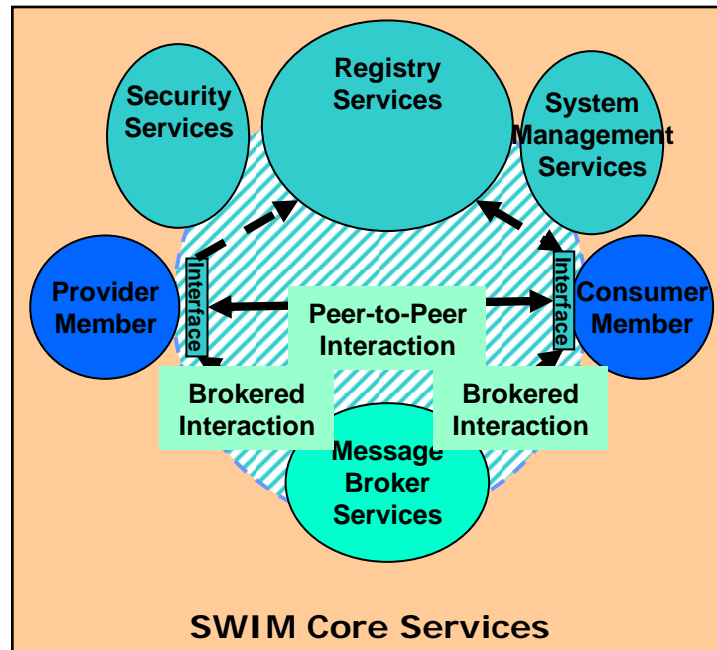 Registry
Services
Security
Services
System
Management
Services
Provider
Member
Interface
Peer-to-Peer
Interaction
Interface
Consumer
Member
Brokered
Interaction
Brokered
Interaction
Message
Broker
Services
SWIM Core Services